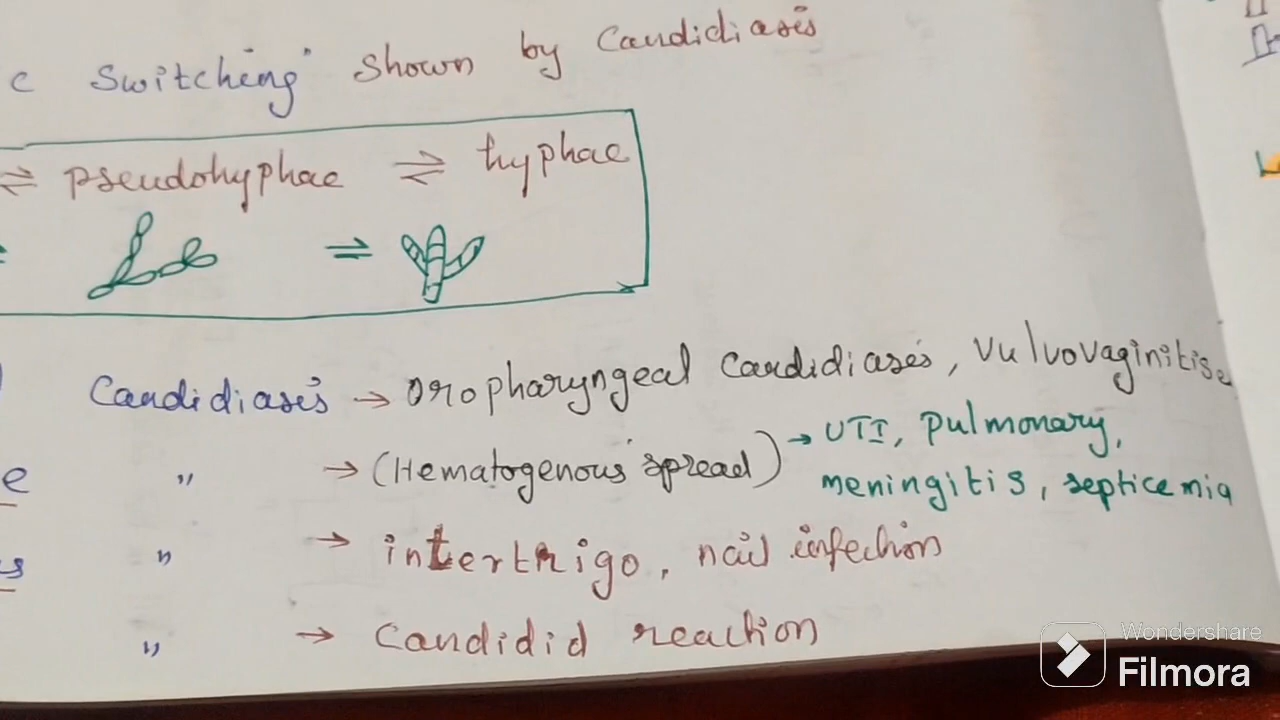 c Switching" Shown by Candidiasis
⇌ pseudohyphae ⇌ hyphae
⇌
Candidiasis → Oropharyngeal Candidiasis, Vulvovaginitis
e " → (Hematogenous spread) → UTI, Pulmonary,
meningitis, septicemia
s " → intertrigo, nail infection
" → Candidid reaction
Wondershare
Filmora